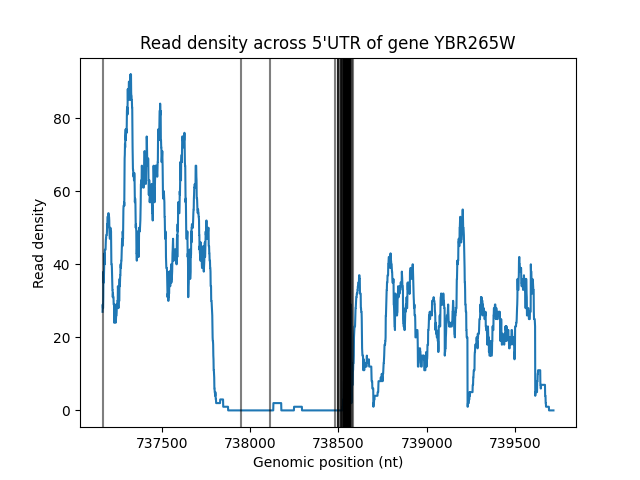 Read density across 5'UTR of gene YBR265W
80
60
40
20
0
Read density
737500 738000 738500 739000 739500
Genomic position (nt)